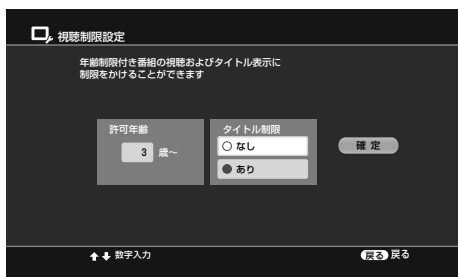 視聴制限設定
年齢制限付き番組の視聴およびタイトル表示に
制限をかけることができます
許可年齢
3 歳～
タイトル制限
なし
あり
確定
数字入力
戻る 戻る